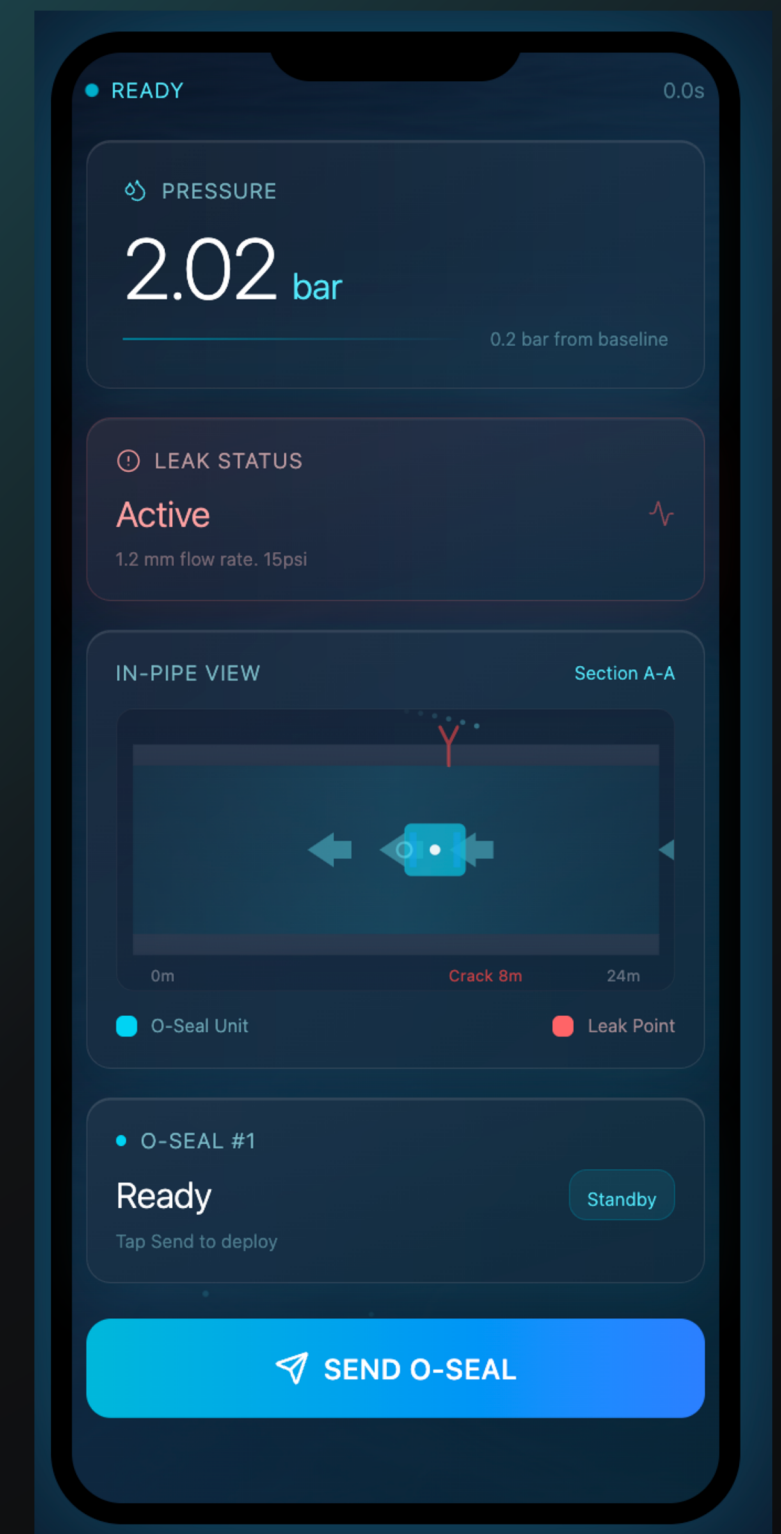 READY
0.0s
PRESSURE
2.02 bar
0.2 bar from baseline
LEAK STATUS
Active
1.2 mm flow rate. 15psi
IN-PIPE VIEW
Section A-A
0m
Crack 8m
24m
O-Seal Unit
Leak Point
O-SEAL #1
Ready
Standby
Tap Send to deploy
SEND O-SEAL